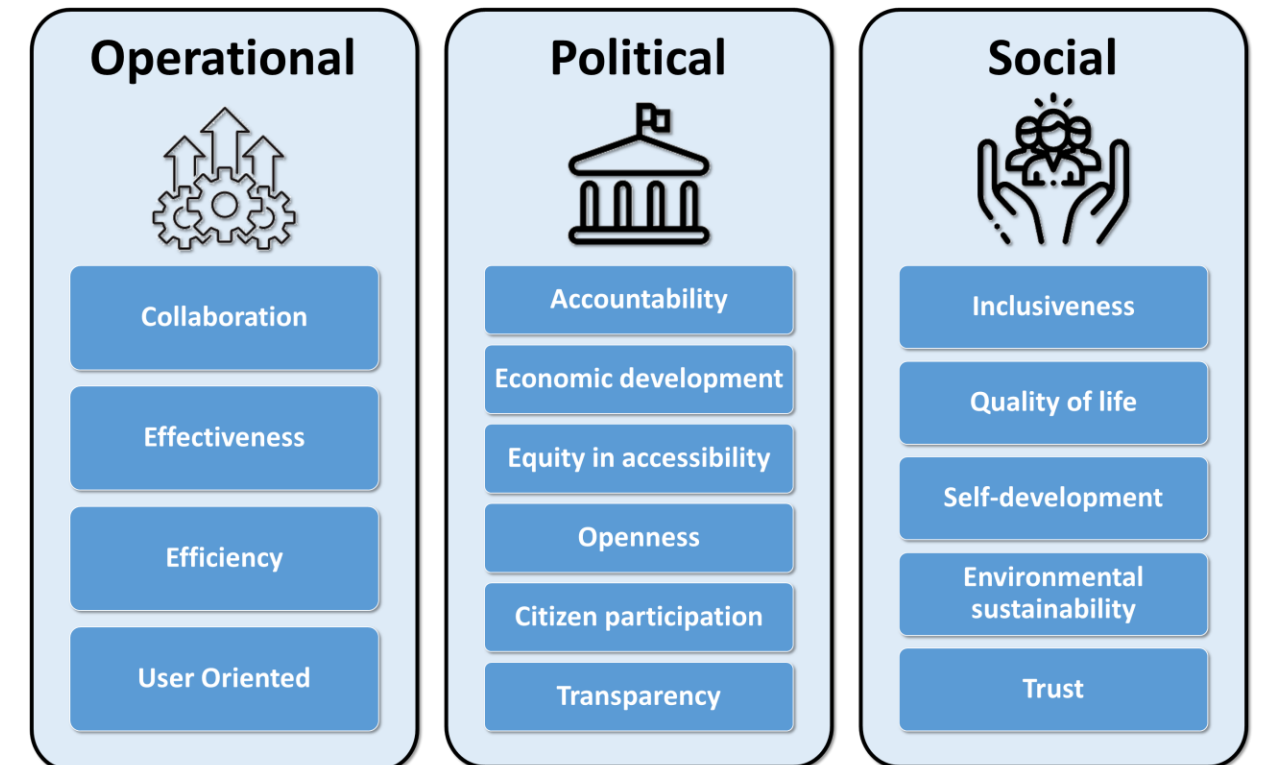 Operational
Collaboration
Effectiveness
Efficiency
User Oriented
Political
Accountability
Economic development
Equity in accessibility
Openness
Citizen participation
Transparency
Social
Inclusiveness
Quality of life
Self-development
Environmental
sustainability
Trust